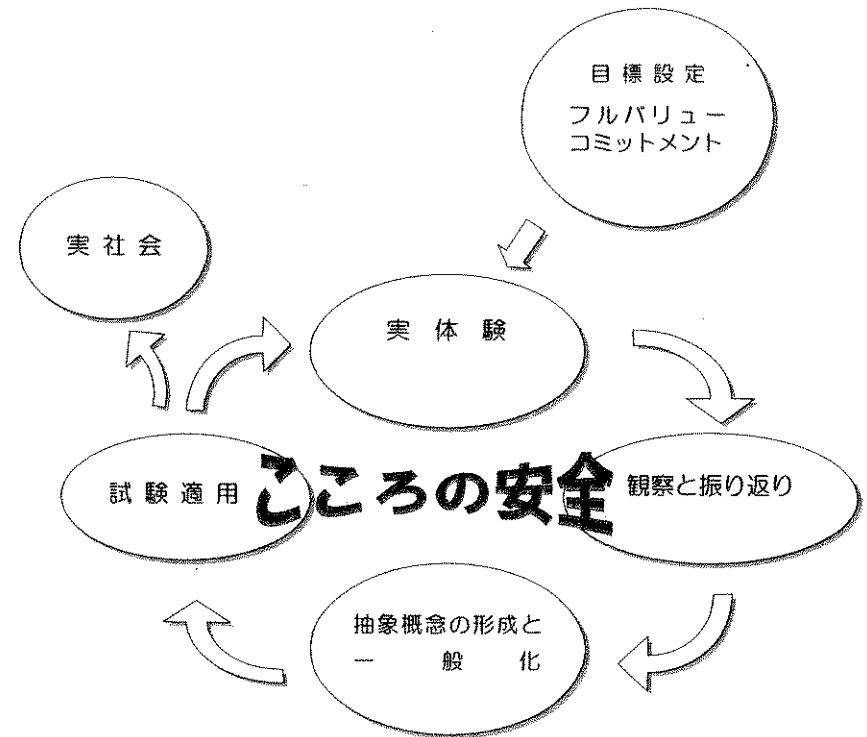 目標設定
フルバリュー
コミットメント
実社会
実体験
試験適用
こころの安全
観察と振り返り
抽象概念の形成と
一般化